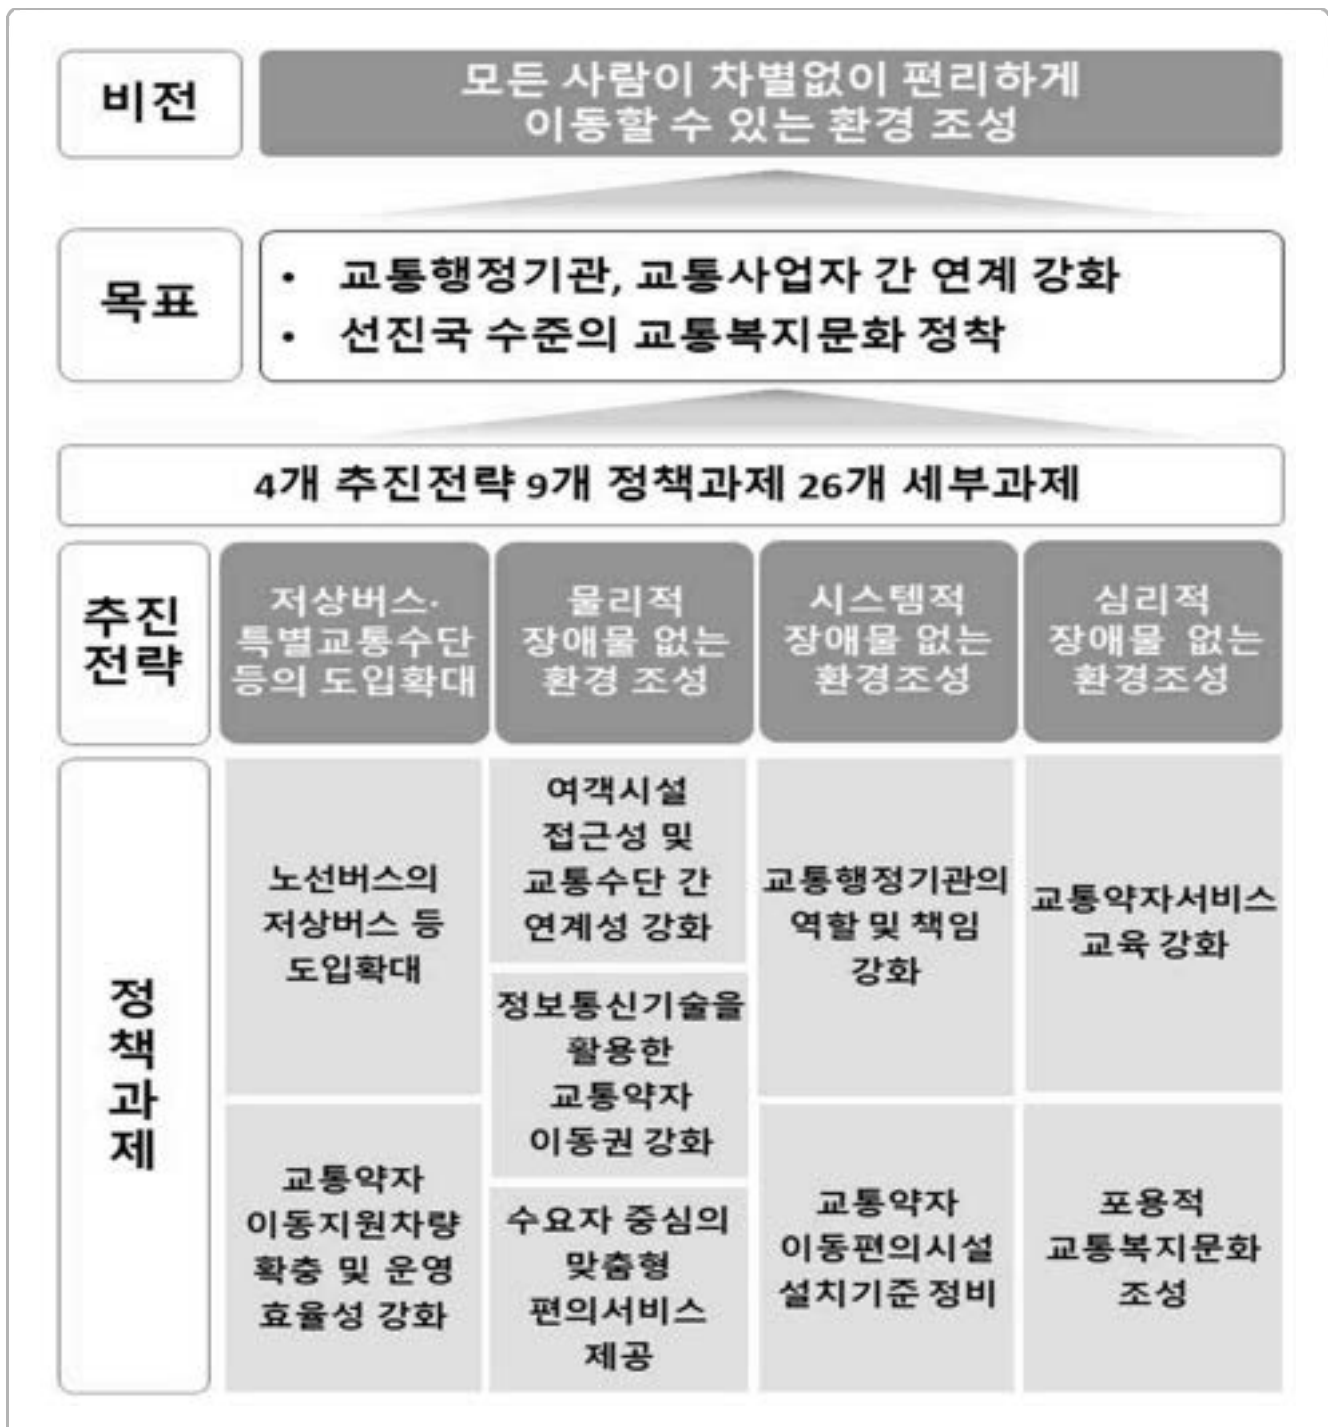 비전
모든 사람이 차별없이 편리하게
이동할 수 있는 환경 조성
목표
• 교통행정기관, 교통사업자 간 연계 강화
• 선진국 수준의 교통복지문화 정착
4개 추진전략 9개 정책과제 26개 세부과제
추진
전략
저상버스·
특별교통수단
등의 도입확대
물리적
장애물 없는
환경 조성
시스템적
장애물 없는
환경조성
심리적
장애물 없는
환경조성
정
책
과
제
노선버스의
저상버스 등
도입확대
교통약자
이동지원차량
확충 및 운영
효율성 강화
여객시설
접근성 및
교통수단 간
연계성 강화
정보통신기술을
활용한
교통약자
이동권 강화
수요자 중심의
맞춤형
편의서비스
제공
교통행정기관의
역할 및 책임
강화
교통약자
이동편의시설
설치기준 정비
교통약자서비스
교육 강화
포용적
교통복지문화
조성